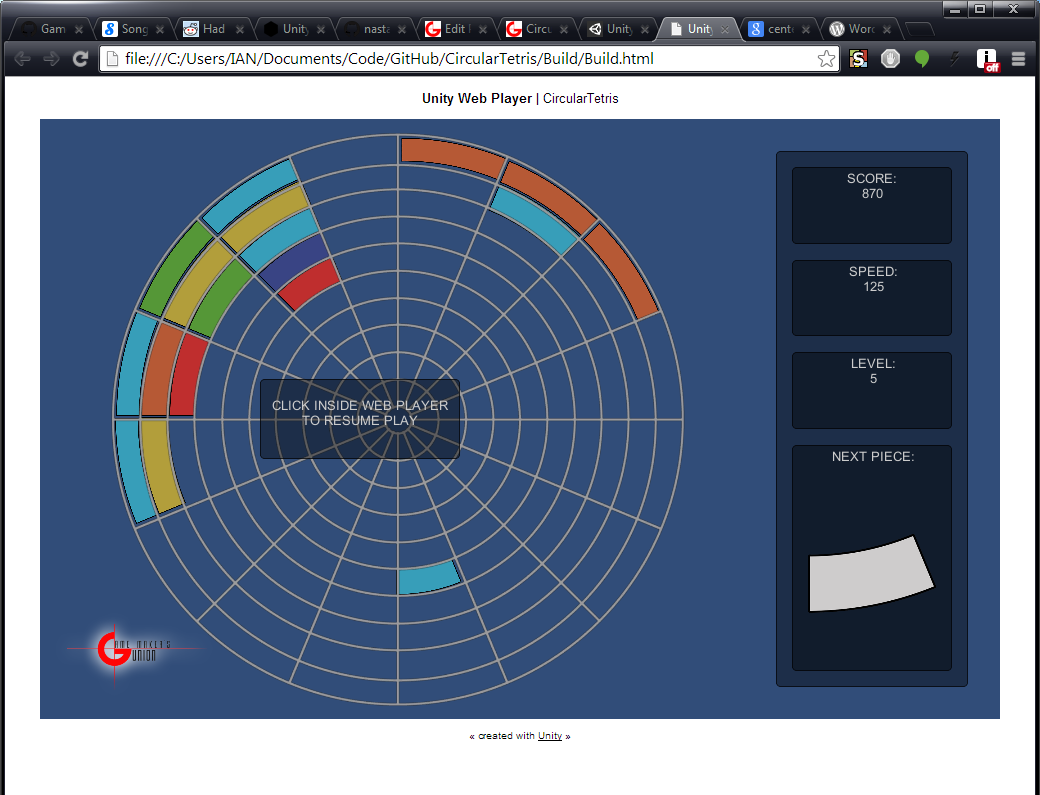 Gam
Song
Had
Unity
nasta
Edit
Circu
Unity
Unity
cent
Word
file:///C:/Users/IAN/Documents/Code/GitHub/CircularTetris/Build/Build.html
off
Unity Web Player | CircularTetris
SCORE:
870
SPEED:
125
LEVEL:
5
NEXT PIECE:
CLICK INSIDE WEB PLAYER
TO RESUME PLAY
GAME MAKERS
UNION
« created with Unity »